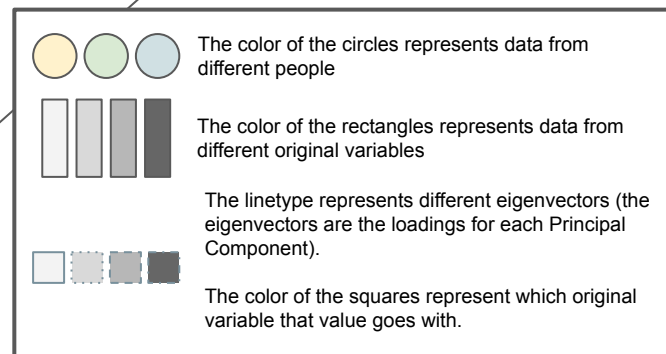 The color of the circles represents data from
different people
The color of the rectangles represents data from
different original variables
The linetype represents different eigenvectors (the
eigenvectors are the loadings for each Principal
Component).
The color of the squares represent which original
variable that value goes with.